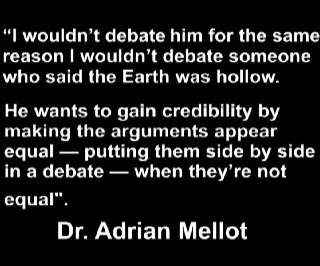 “I wouldn’t debate him for the same
reason I wouldn’t debate someone
who said the Earth was hollow.
He wants to gain credibility by
making the arguments appear
equal — putting them side by side
in a debate — when they’re not
equal".
Dr. Adrian Mellot